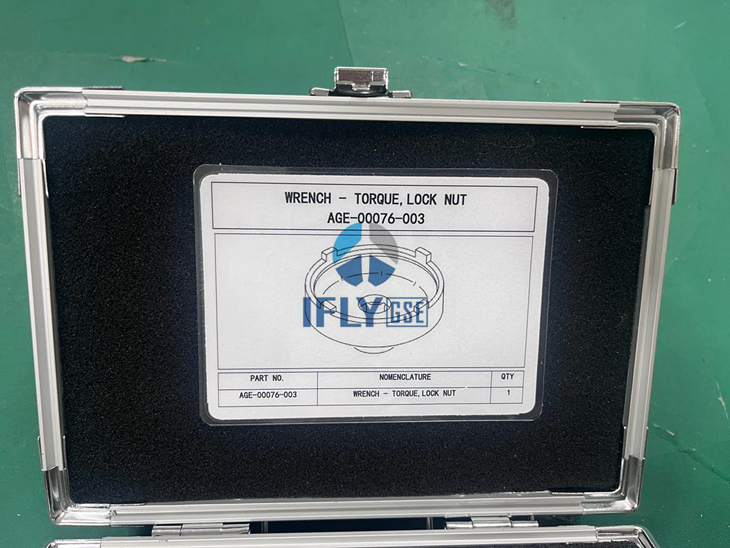 WRENCH - TORQUE, LOCK NUT
AGE-00076-003
IFLY GSE
PART NO. NOMENCLATURE QTY
AGE-00076-003 WRENCH - TORQUE, LOCK NUT 1